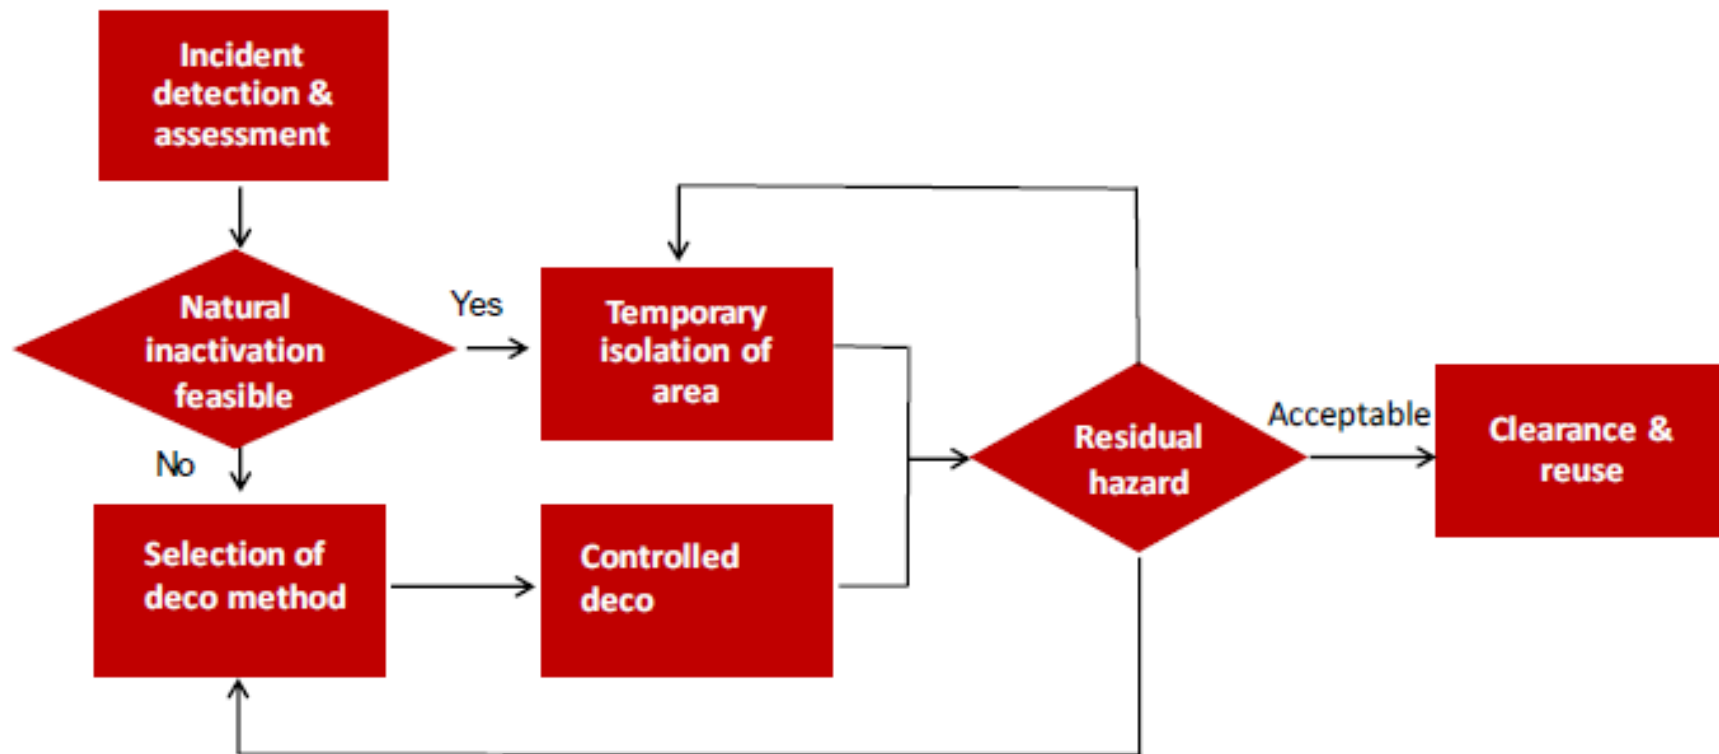 Incident
detection &
assessment
Natural
inactivation
feasible
Yes
No
Temporary
isolation of
area
Selection of
deco method
Controlled
deco
Residual
hazard
Acceptable
Clearance &
reuse